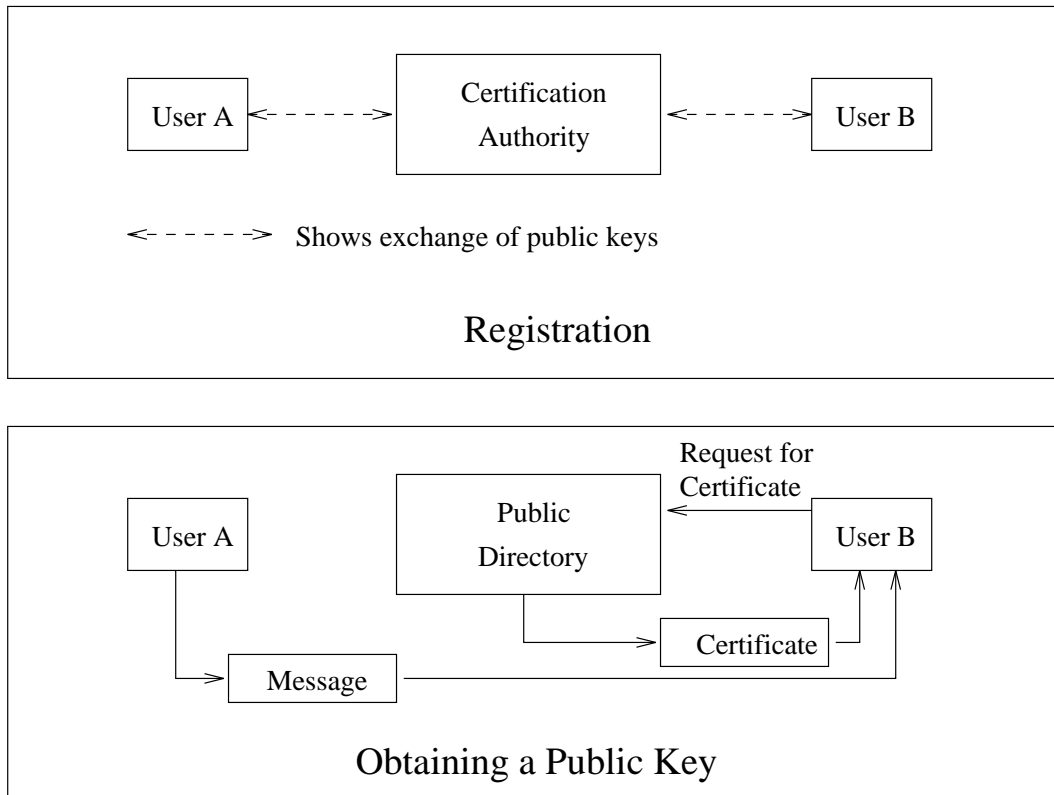 User A
Certification
Authority
User B
Shows exchange of public keys
Registration
Request for
Certificate
User A
Public
Directory
User B
Certificate
Message
Obtaining a Public Key